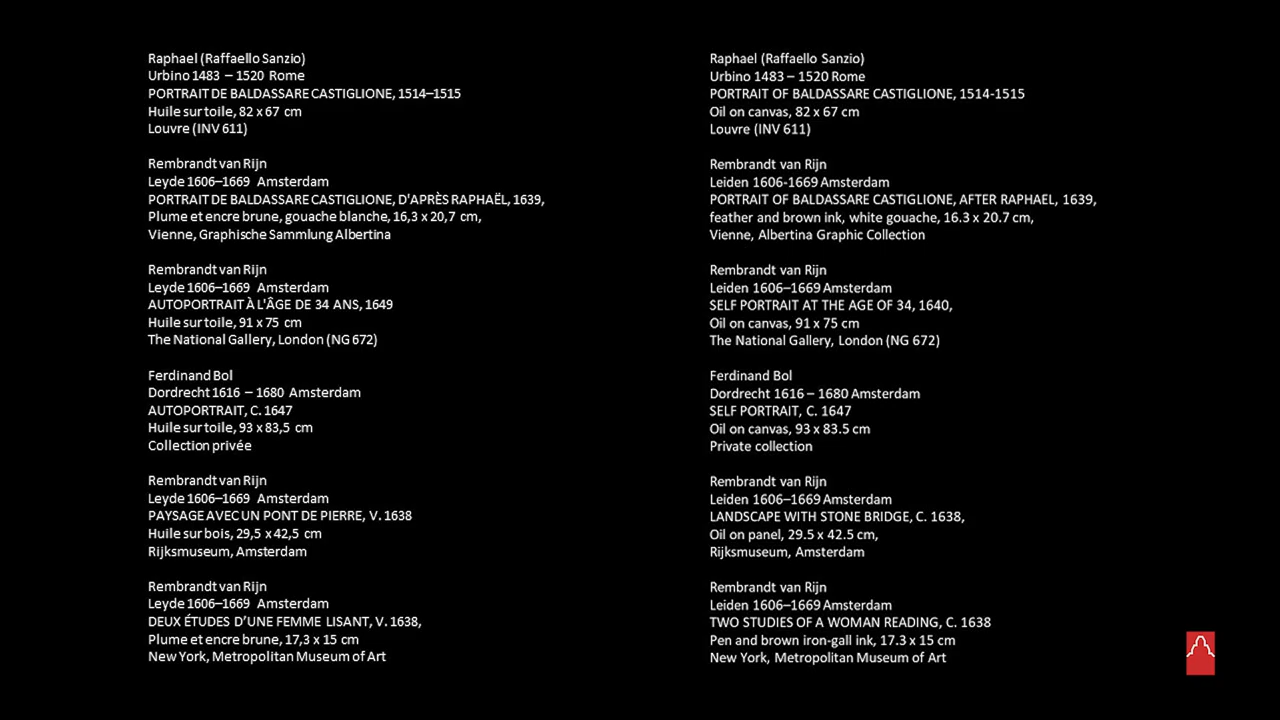 Raphael (Raffaello Sanzio)
Urbino 1483 – 1520 Rome
PORTRAIT DE BALDASSARE CASTIGLIONE, 1514–1515
Huile sur toile, 82 x 67 cm
Louvre (INV 611)
Rembrandt van Rijn
Leyde 1606–1669 Amsterdam
PORTRAIT DE BALDASSARE CASTIGLIONE, D'APRÈS RAPHAËL, 1639,
Plume et encre brune, gouache blanche, 16,3 x 20,7 cm,
Vienne, Graphische Sammlung Albertina
Rembrandt van Rijn
Leyde 1606–1669 Amsterdam
AUTOPORTRAIT À L'ÂGE DE 34 ANS, 1649
Huile sur toile, 91 x 75 cm
The National Gallery, London (NG 672)
Ferdinand Bol
Dordrecht 1616 – 1680 Amsterdam
AUTOPORTRAIT, C. 1647
Huile sur toile, 93 x 83,5 cm
Collection privée
Rembrandt van Rijn
Leyde 1606–1669 Amsterdam
PAYSAGE AVEC UN PONT DE PIERRE, V. 1638
Huile sur bois, 29,5 x 42,5 cm
Rijksmuseum, Amsterdam
Rembrandt van Rijn
Leyde 1606–1669 Amsterdam
DEUX ÉTUDES D’UNE FEMME LISANT, V. 1638,
Plume et encre brune, 17,3 x 15 cm
New York, Metropolitan Museum of Art
Raphael (Raffaello Sanzio)
Urbino 1483 – 1520 Rome
PORTRAIT OF BALDASSARE CASTIGLIONE, 1514-1515
Oil on canvas, 82 x 67 cm
Louvre (INV 611)
Rembrandt van Rijn
Leiden 1606-1669 Amsterdam
PORTRAIT OF BALDASSARE CASTIGLIONE, AFTER RAPHAEL, 1639,
feather and brown ink, white gouache, 16.3 x 20.7 cm,
Vienne, Albertina Graphic Collection
Rembrandt van Rijn
Leiden 1606–1669 Amsterdam
SELF PORTRAIT AT THE AGE OF 34, 1640,
Oil on canvas, 91 x 75 cm
The National Gallery, London (NG 672)
Ferdinand Bol
Dordrecht 1616 – 1680 Amsterdam
SELF PORTRAIT, C. 1647
Oil on canvas, 93 x 83.5 cm
Private collection
Rembrandt van Rijn
Leiden 1606–1669 Amsterdam
LANDSCAPE WITH STONE BRIDGE, C. 1638,
Oil on panel, 29.5 x 42.5 cm,
Rijksmuseum, Amsterdam
Rembrandt van Rijn
Leiden 1606–1669 Amsterdam
TWO STUDIES OF A WOMAN READING, C. 1638
Pen and brown iron-gall ink, 17.3 x 15 cm
New York, Metropolitan Museum of Art